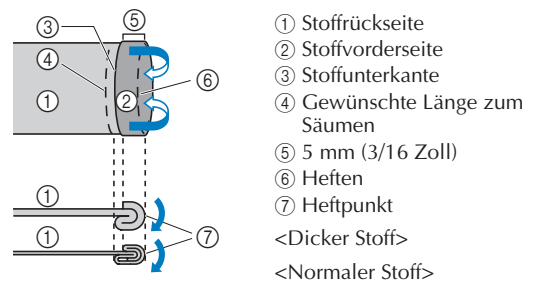 ⑤
③
④
⑥
①
②
①
①
⑦
① Stoffrückseite
② Stoffvorderseite
③ Stoffunterkante
④ Gewünschte Länge zum
Säumen
⑤ 5 mm (3/16 Zoll)
⑥ Heften
⑦ Heftpunkt
<Dicker Stoff>
<Normaler Stoff>